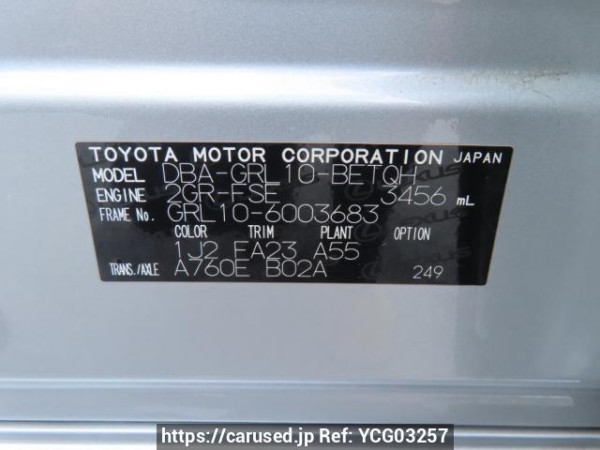 TOYOTA MOTOR CORPORATION JAPAN
MODEL DBA-GRL10-BETQH
ENGINE 2GR-FSE 3456 mL
FRAME No. GRL10-6003683
COLOR TRIM PLANT OPTION
1J2 FA23 A55
TRANS./AXLE A760E B02A 249
https://carused.jp Ref: YCG03257